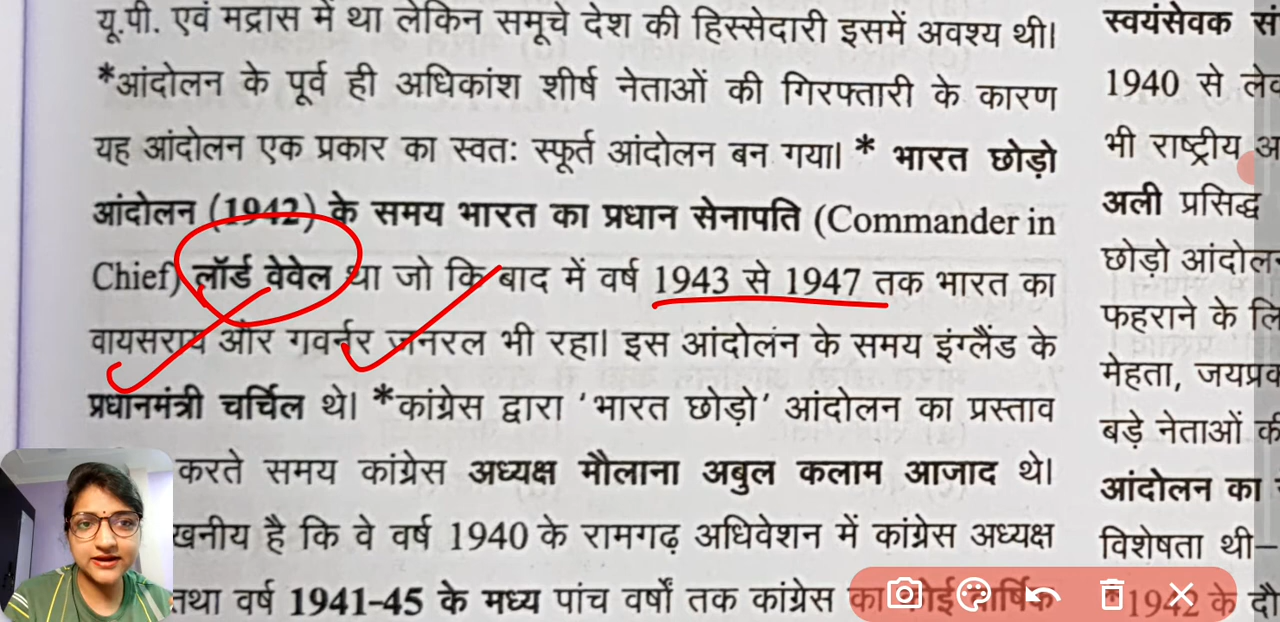 यू.पी. एवं मद्रास में था लेकिन समूचे देश की हिस्सेदारी इसमें अवश्य थी।
*आंदोलन के पूर्व ही अधिकांश शीर्ष नेताओं की गिरफ्तारी के कारण
यह आंदोलन एक प्रकार का स्वतः स्फूर्त आंदोलन बन गया। * भारत छोड़ो
आंदोलन (1942) के समय भारत का प्रधान सेनापति (Commander in
Chief) लॉर्ड वेवेल था जो कि बाद में वर्ष 1943 से 1947 तक भारत का
वायसराय और गवर्नर जनरल भी रहा। इस आंदोलन के समय इंग्लैंड के
प्रधानमंत्री चर्चिल थे। *कांग्रेस द्वारा 'भारत छोड़ो' आंदोलन का प्रस्ताव
करते समय कांग्रेस अध्यक्ष मौलाना अबुल कलाम आजाद थे।
खनीय है कि वे वर्ष 1940 के रामगढ़ अधिवेशन में कांग्रेस अध्यक्ष
तथा वर्ष 1941-45 के मध्य पांच वर्षों तक कांग्रेस का कोई वार्षिक
स्वयंसेवक सं
1940 से
भी राष्ट्रीय
अली प्रसिद्ध
छोड़ो आंदोलन
फहराने के
मेहता, जयप्रक
बड़े नेताओं की
आंदोलन का
विशेषता थी–
*1942 के दौ